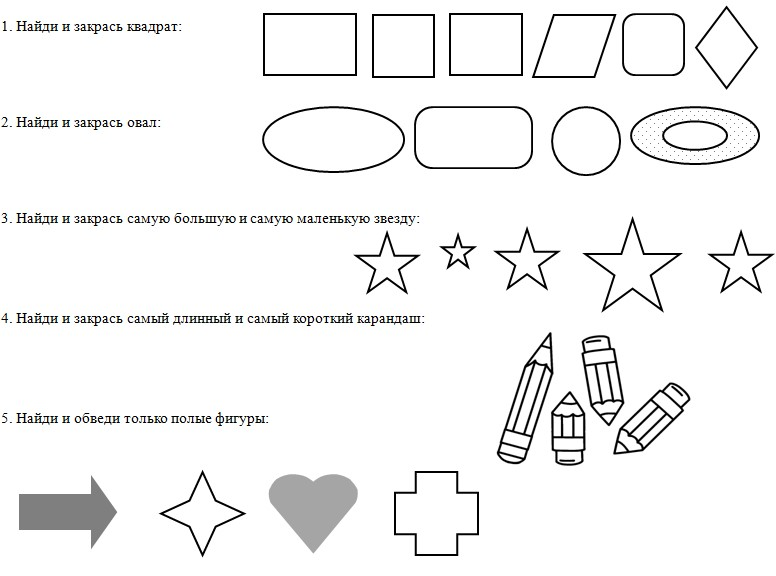 1. Найди и закрась квадрат:
2. Найди и закрась овал:
3. Найди и закрась самую большую и самую маленькую звезду:
4. Найди и закрась самый длинный и самый короткий карандаш:
5. Найди и обведи только полые фигуры: